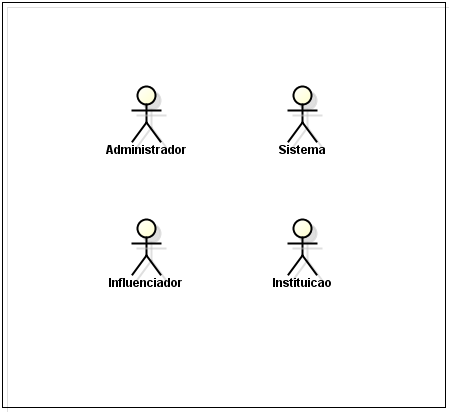 Administrador
Sistema
Influenciador
Instituicao